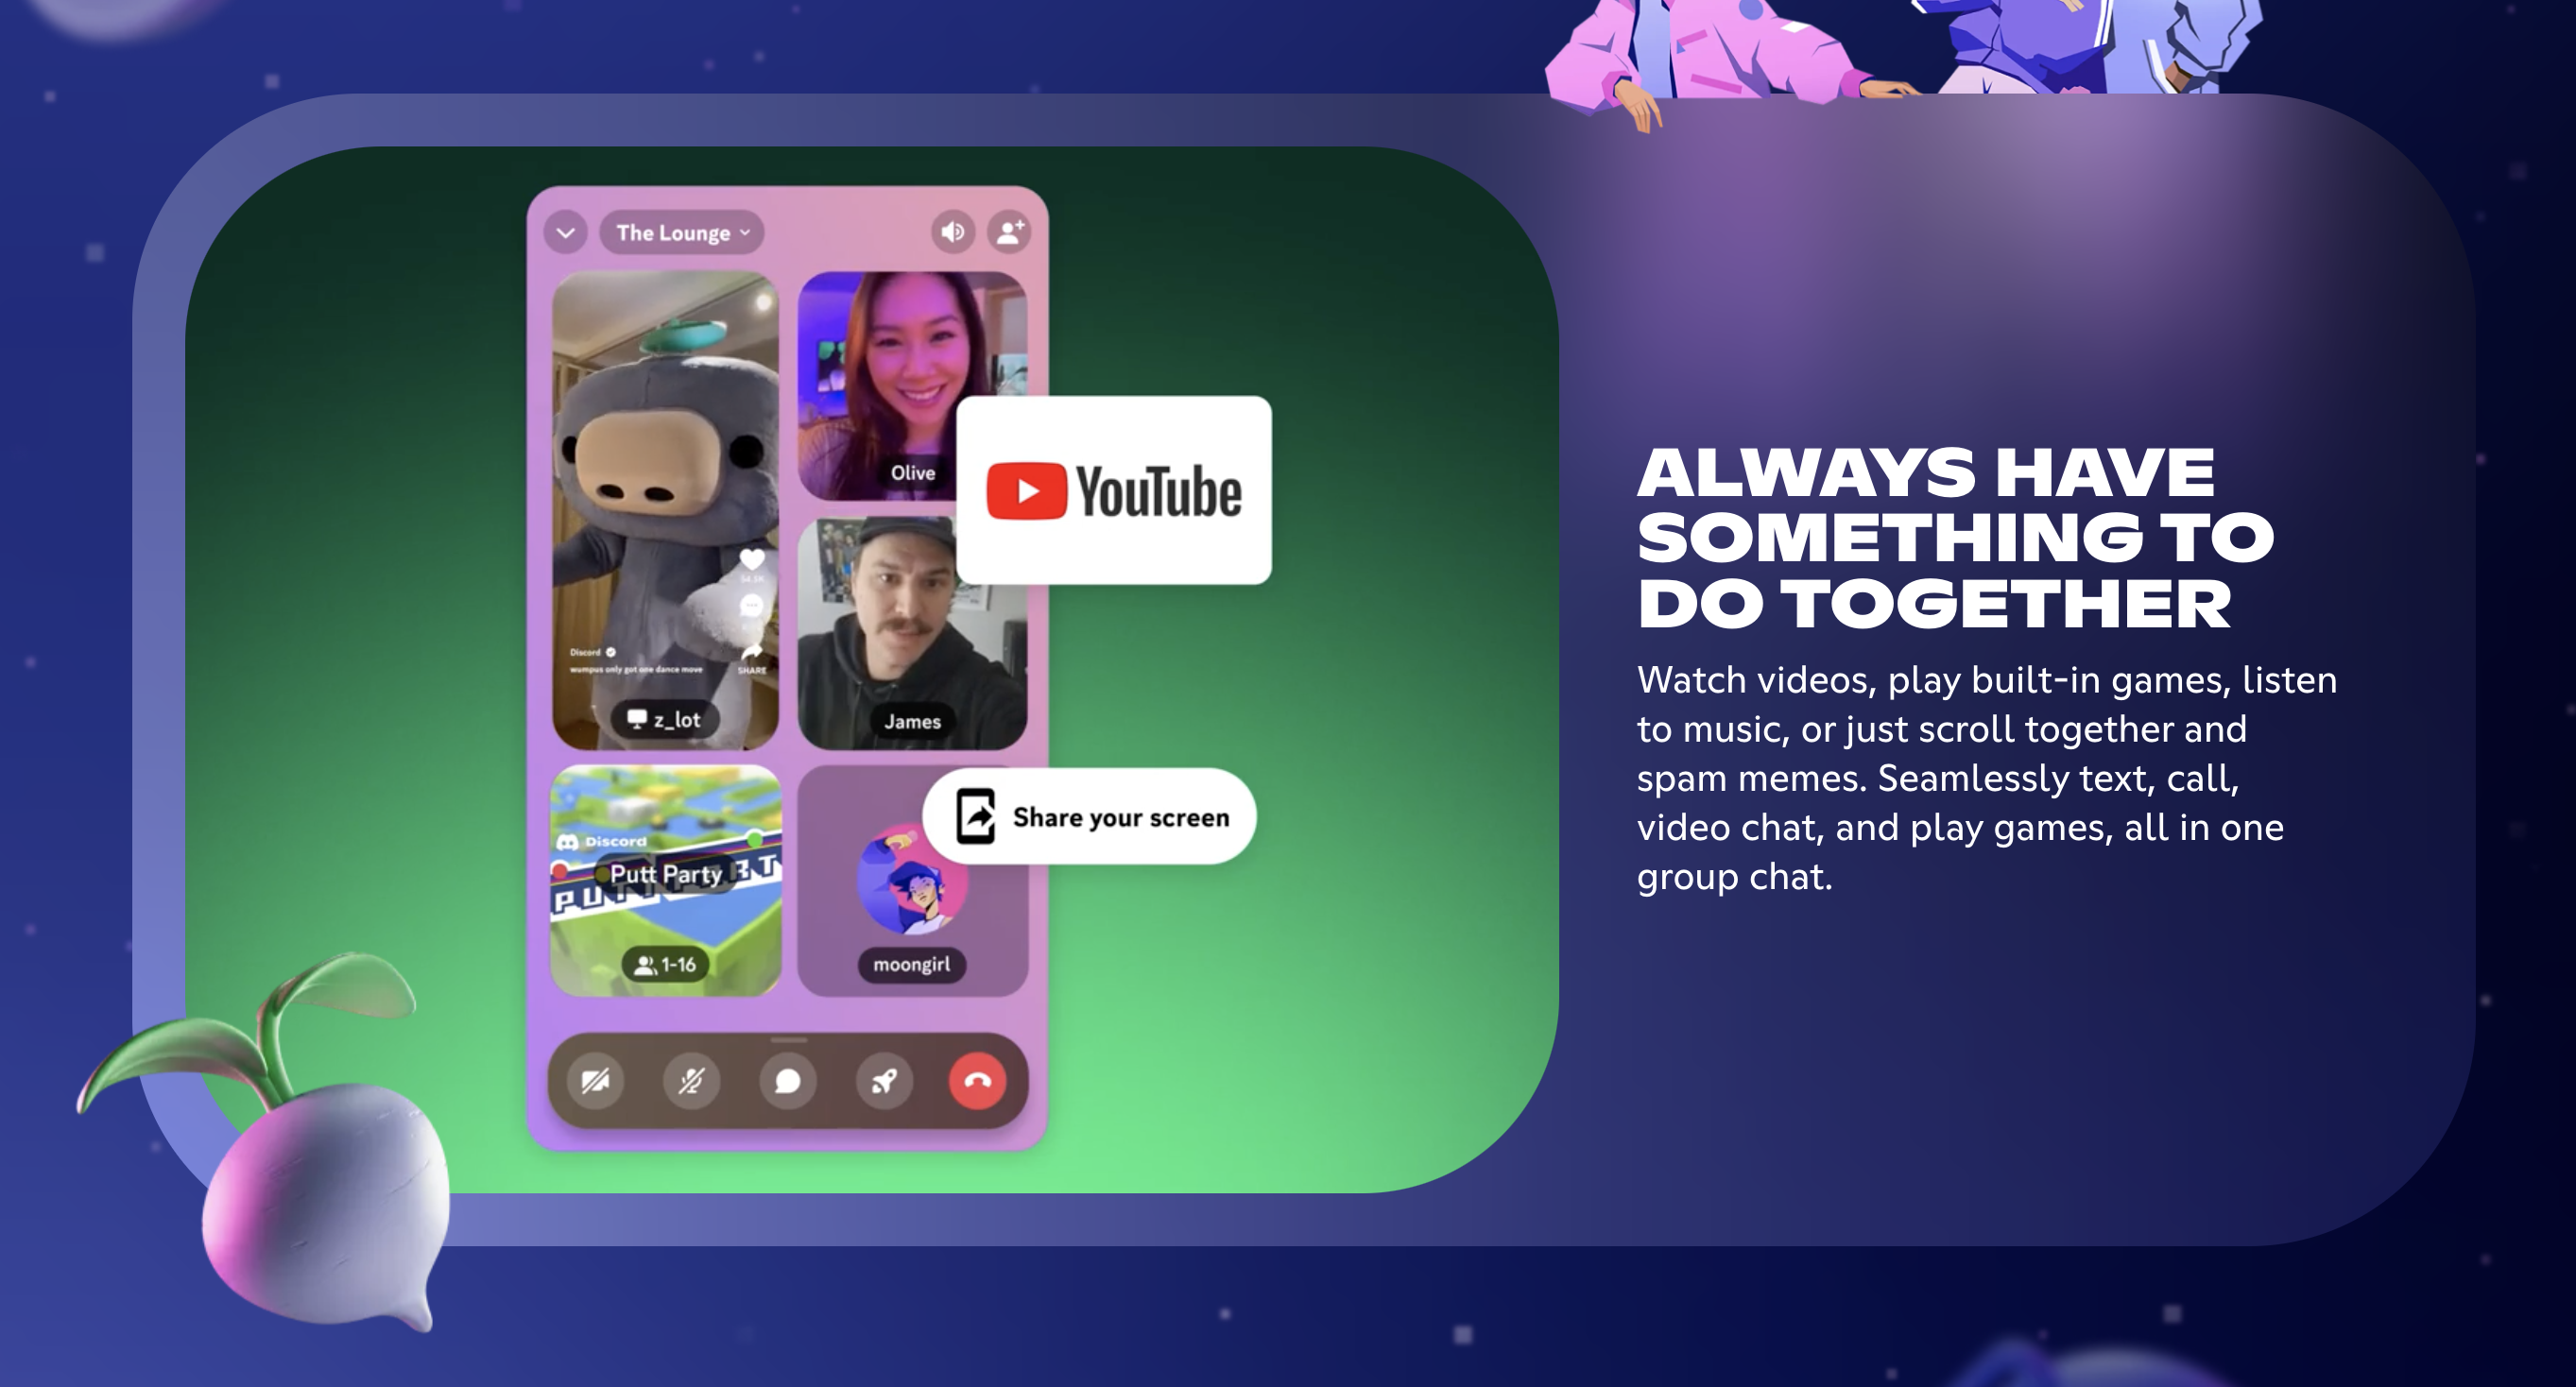 The Lounge
Olive
YouTube
Discord
wumpus only got one dance move
SHARE
z_lot
James
Share your screen
Discord
Putt Party
1-16
moongirl
ALWAYS HAVE
SOMETHING TO
DO TOGETHER
Watch videos, play built-in games, listen
to music, or just scroll together and
spam memes. Seamlessly text, call,
video chat, and play games, all in one
group chat.